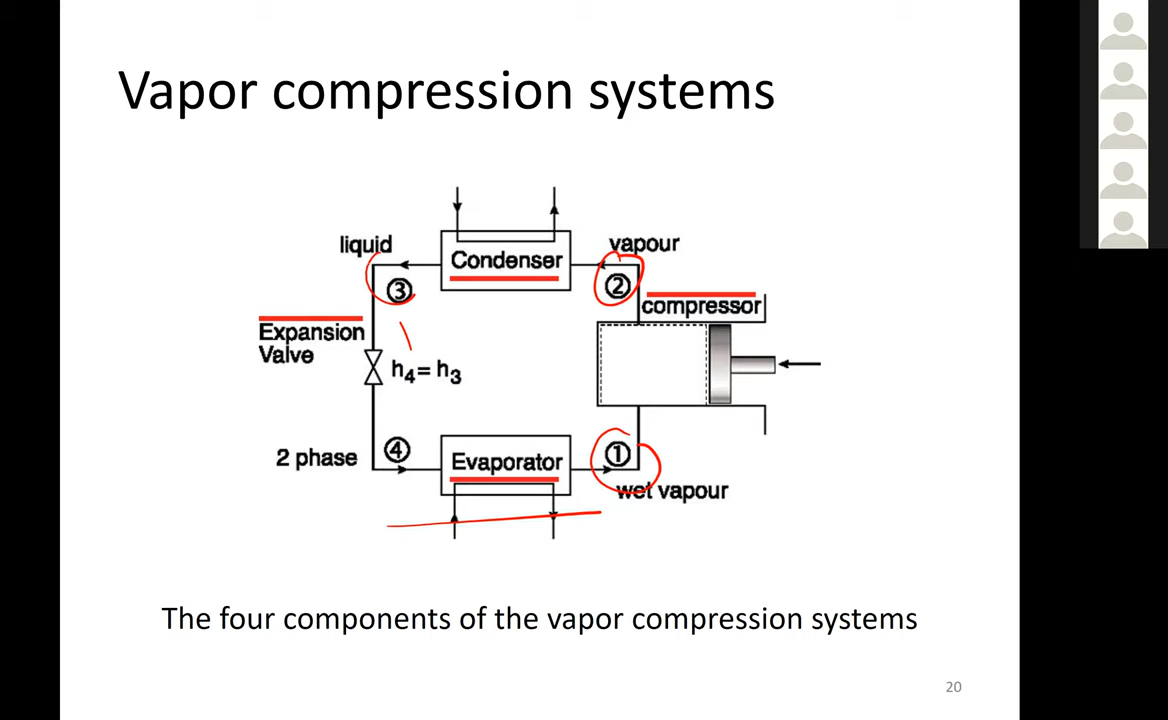 Vapor compression systems
liquid
Condenser
vapour
③
②
compressor
Expansion
Valve
h₄= h₃
④
①
2 phase
Evaporator
wet vapour
The four components of the vapor compression systems
20